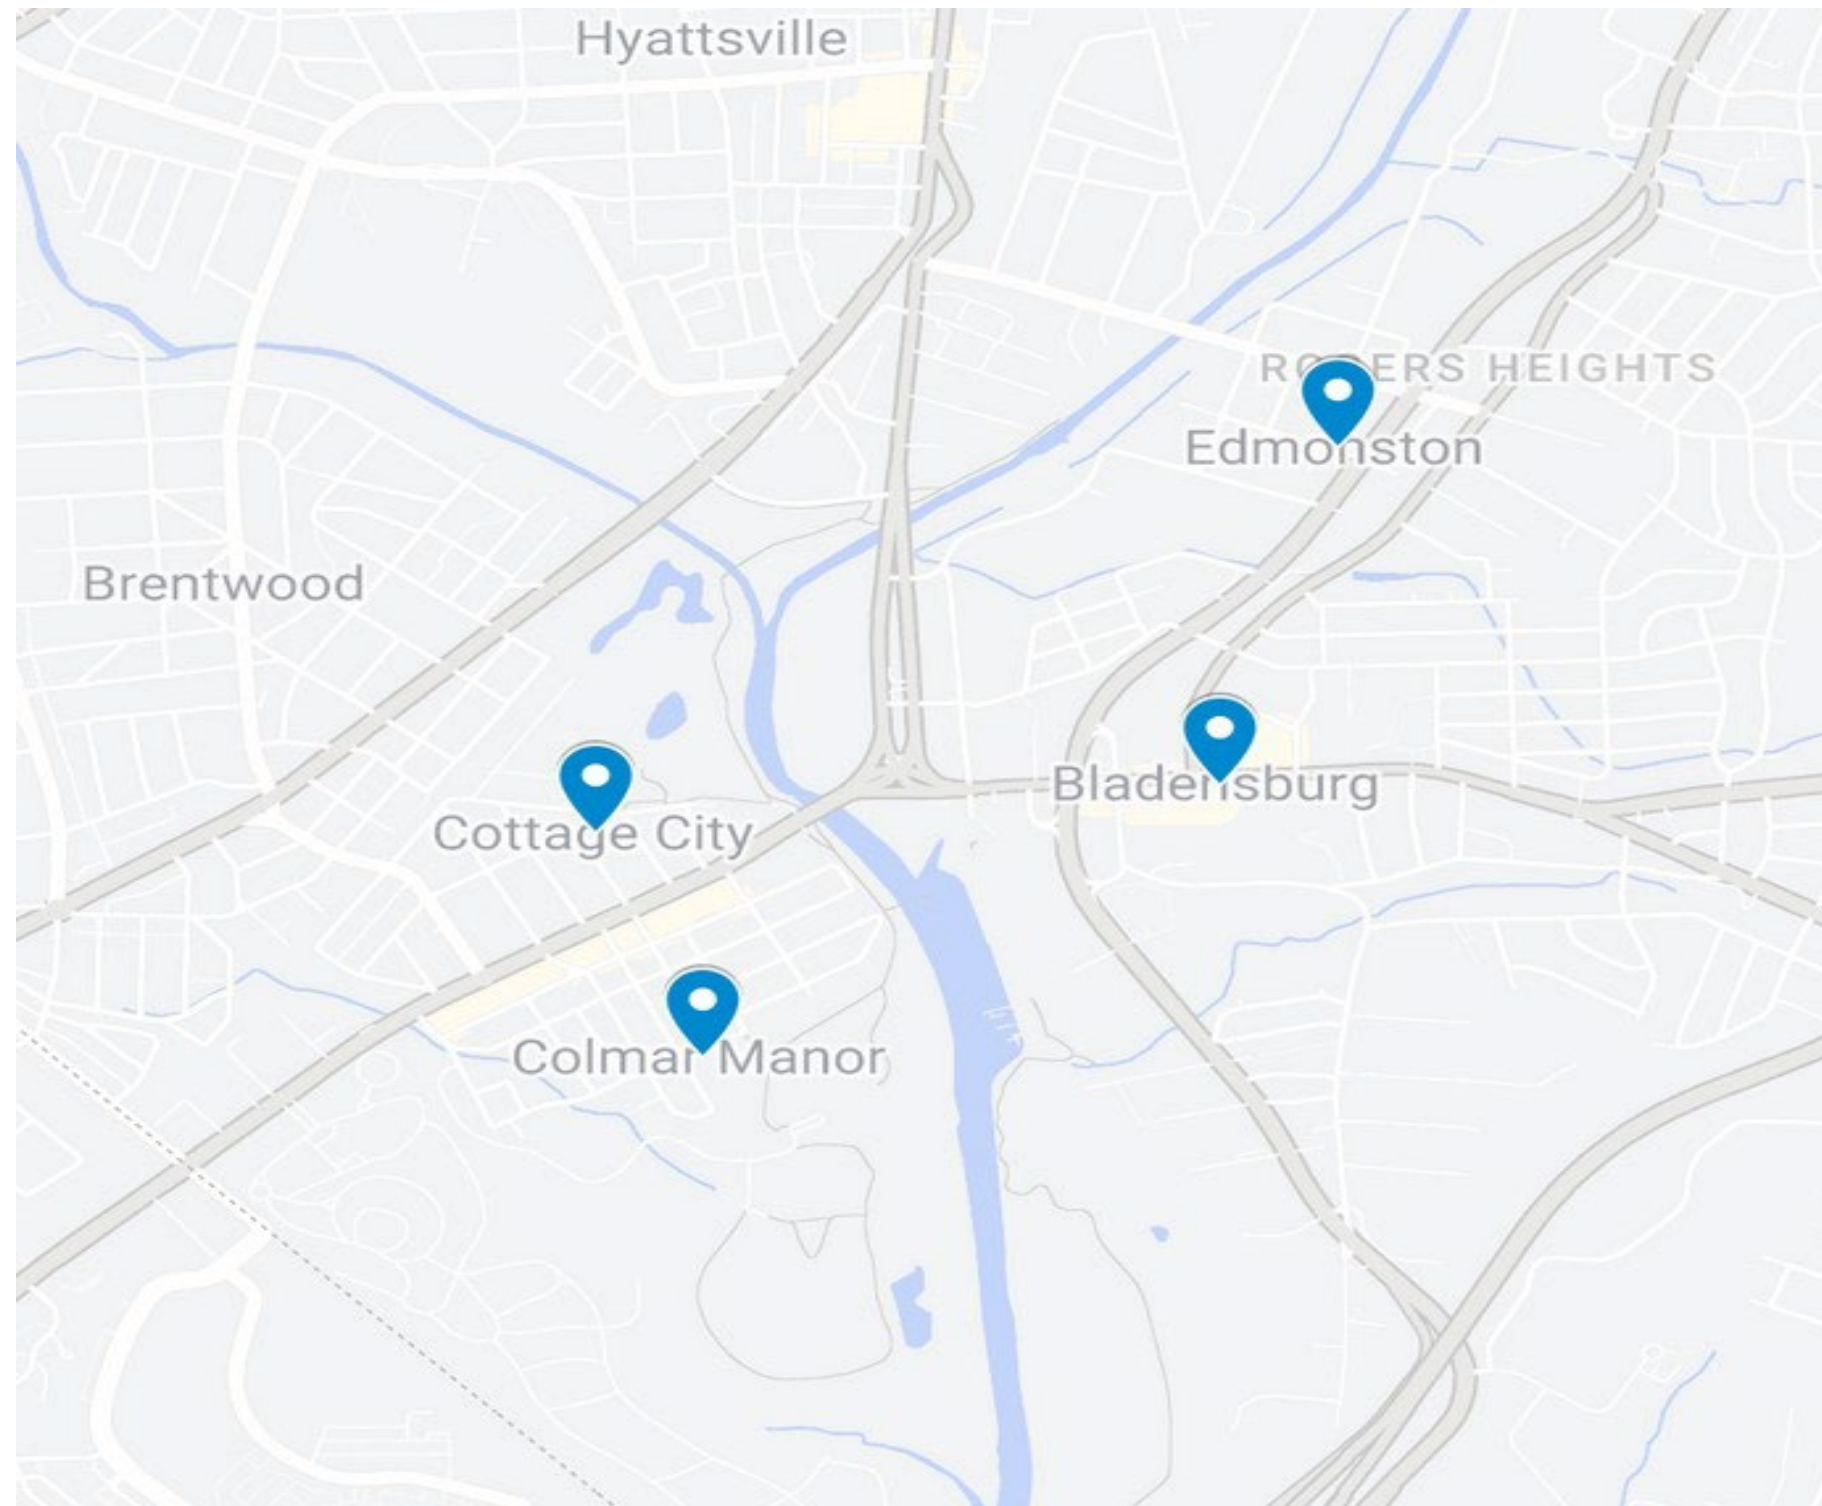 Hyattsville
ROGERS HEIGHTS
Edmonston
Brentwood
Bladensburg
Cottage City
Colmar Manor